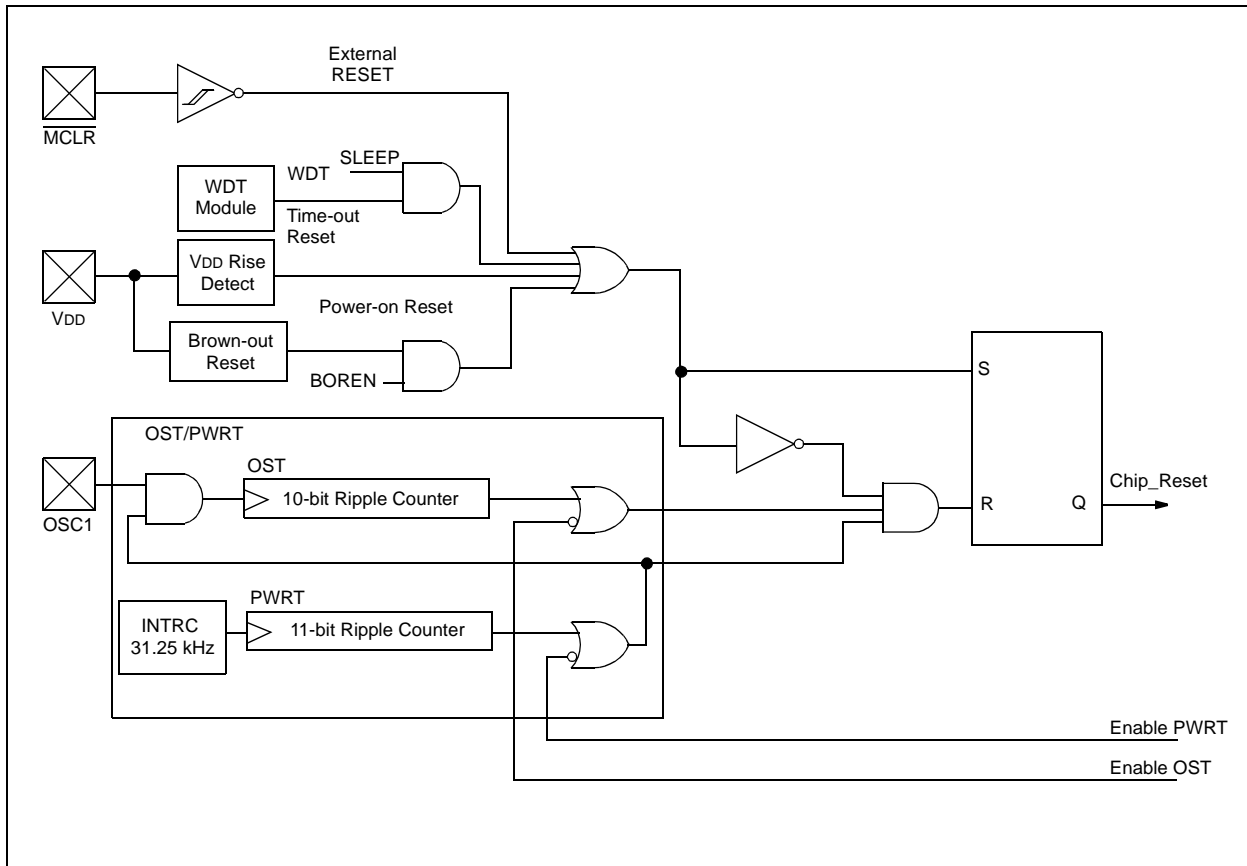 External
RESET
MCLR
SLEEP
WDT
WDT
Module
Time-out
Reset
VDD Rise
Detect
VDD
Power-on Reset
Brown-out
Reset
BOREN
S
OST/PWRT
OST
10-bit Ripple Counter
OSC1
Chip_Reset
R
Q
PWRT
INTRC
31.25 kHz
11-bit Ripple Counter
Enable PWRT
Enable OST